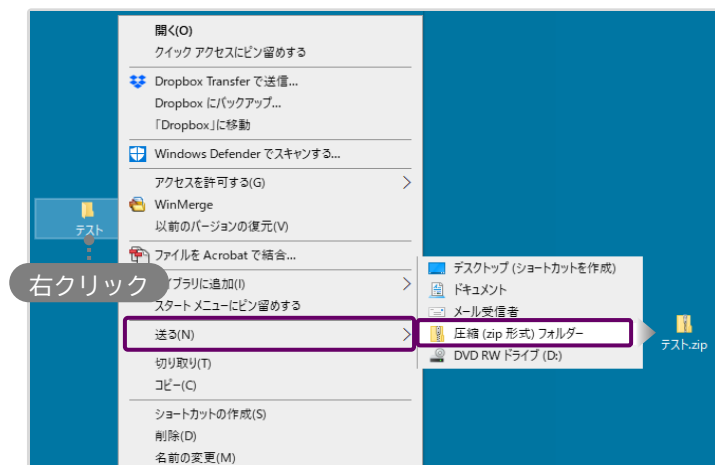 開く(O)
クイック アクセスにピン留めする
Dropbox Transfer で送信...
Dropbox にバックアップ...
「Dropbox」に移動
Windows Defender でスキャンする...
アクセスを許可する(G)
WinMerge
以前のバージョンの復元(V)
テスト
ファイルを Acrobat で結合...
右クリック
イブラリに追加(I)
スタート メニューにピン留めする
送る(N)
切り取り(T)
コピー(C)
ショートカットの作成(S)
削除(D)
名前の変更(M)
デスクトップ (ショートカットを作成)
ドキュメント
メール受信者
圧縮 (zip 形式) フォルダー
DVD RW ドライブ (D:)
テスト.zip